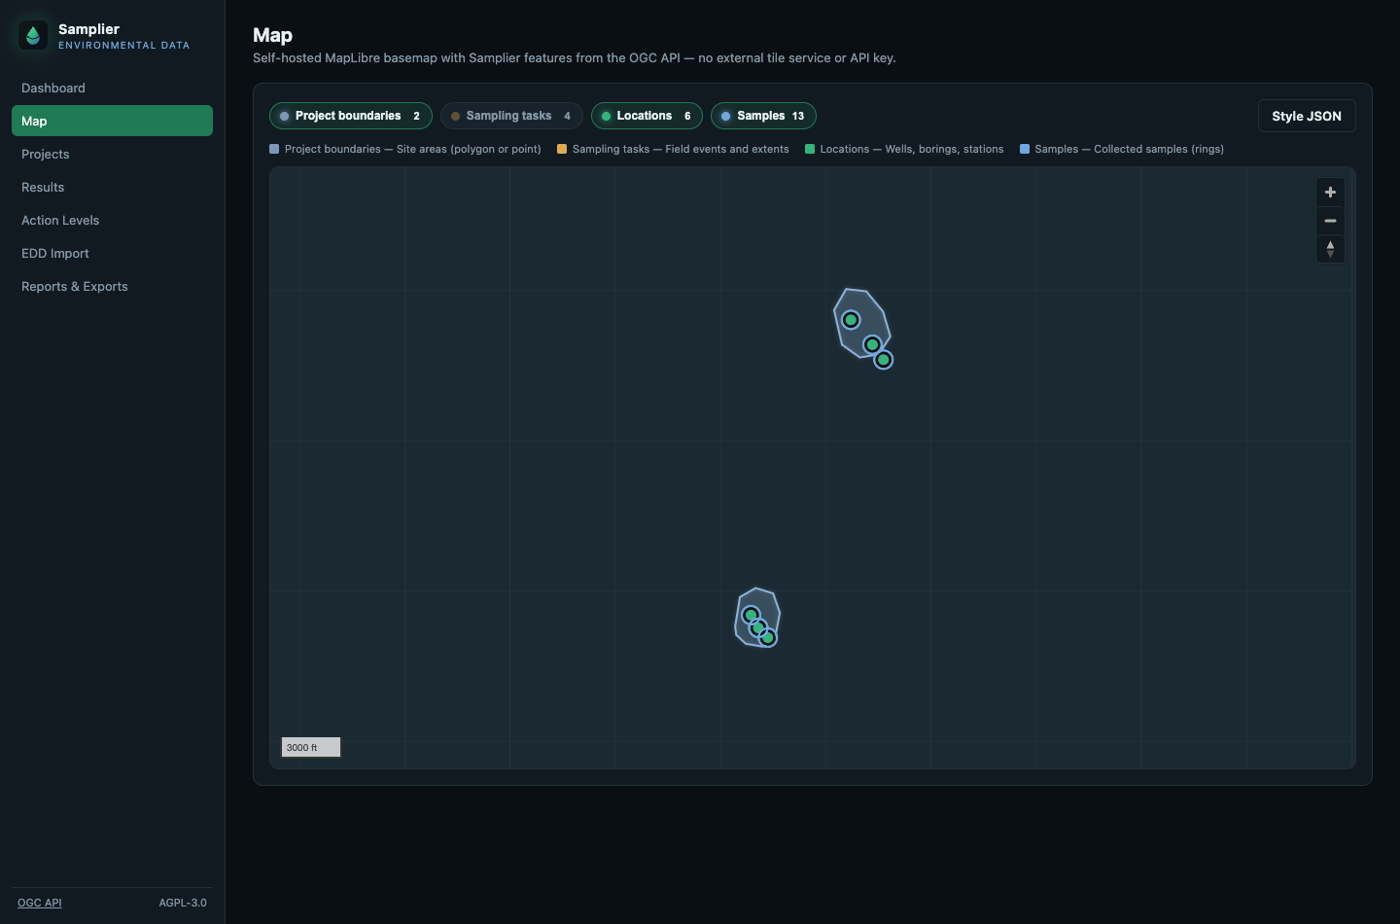 Samplier
ENVIRONMENTAL DATA
Dashboard
Map
Projects
Results
Action Levels
EDD Import
Reports & Exports
OGC API
AGPL-3.0
Map
Self-hosted MapLibre basemap with Samplier features from the OGC API — no external tile service or API key.
Project boundaries 2
Sampling tasks 4
Locations 6
Samples 13
Style JSON
Project boundaries — Site areas (polygon or point)
Sampling tasks — Field events and extents
Locations — Wells, borings, stations
Samples — Collected samples (rings)
3000 ft